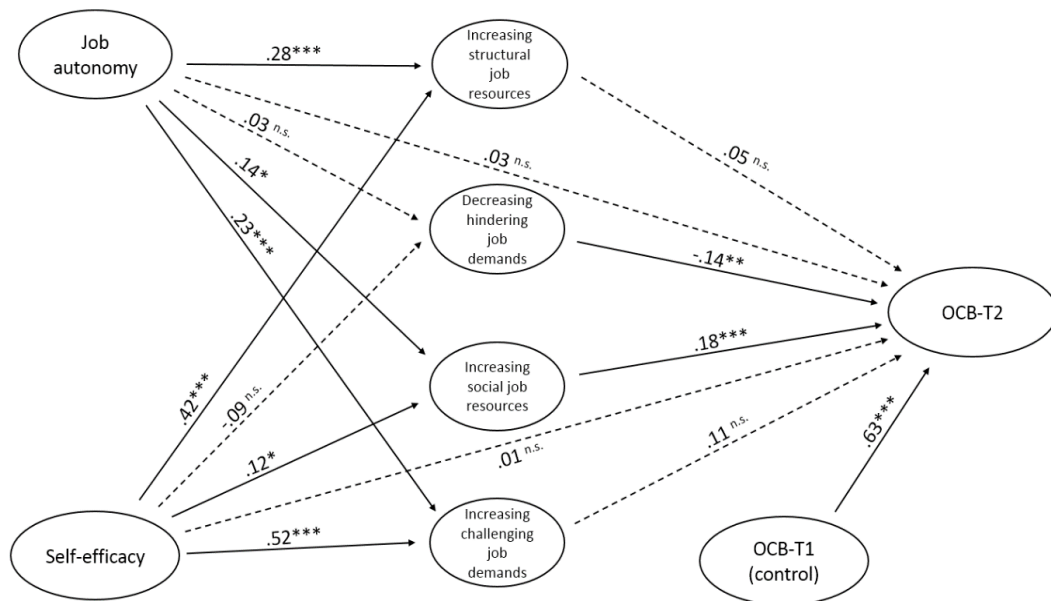 Job
autonomy
Increasing
structural
job
resources
.28***
.03 n.s.
.14*
.23***
.03 n.s.
.05 n.s.
Decreasing
hindering
job
demands
-.14**
OCB-T2
.18***
Increasing
social job
resources
.42***
-.09 n.s.
.12*
.01 n.s.
.11 n.s.
.63***
Self-efficacy
.52***
Increasing
challenging
job
demands
OCB-T1
(control)